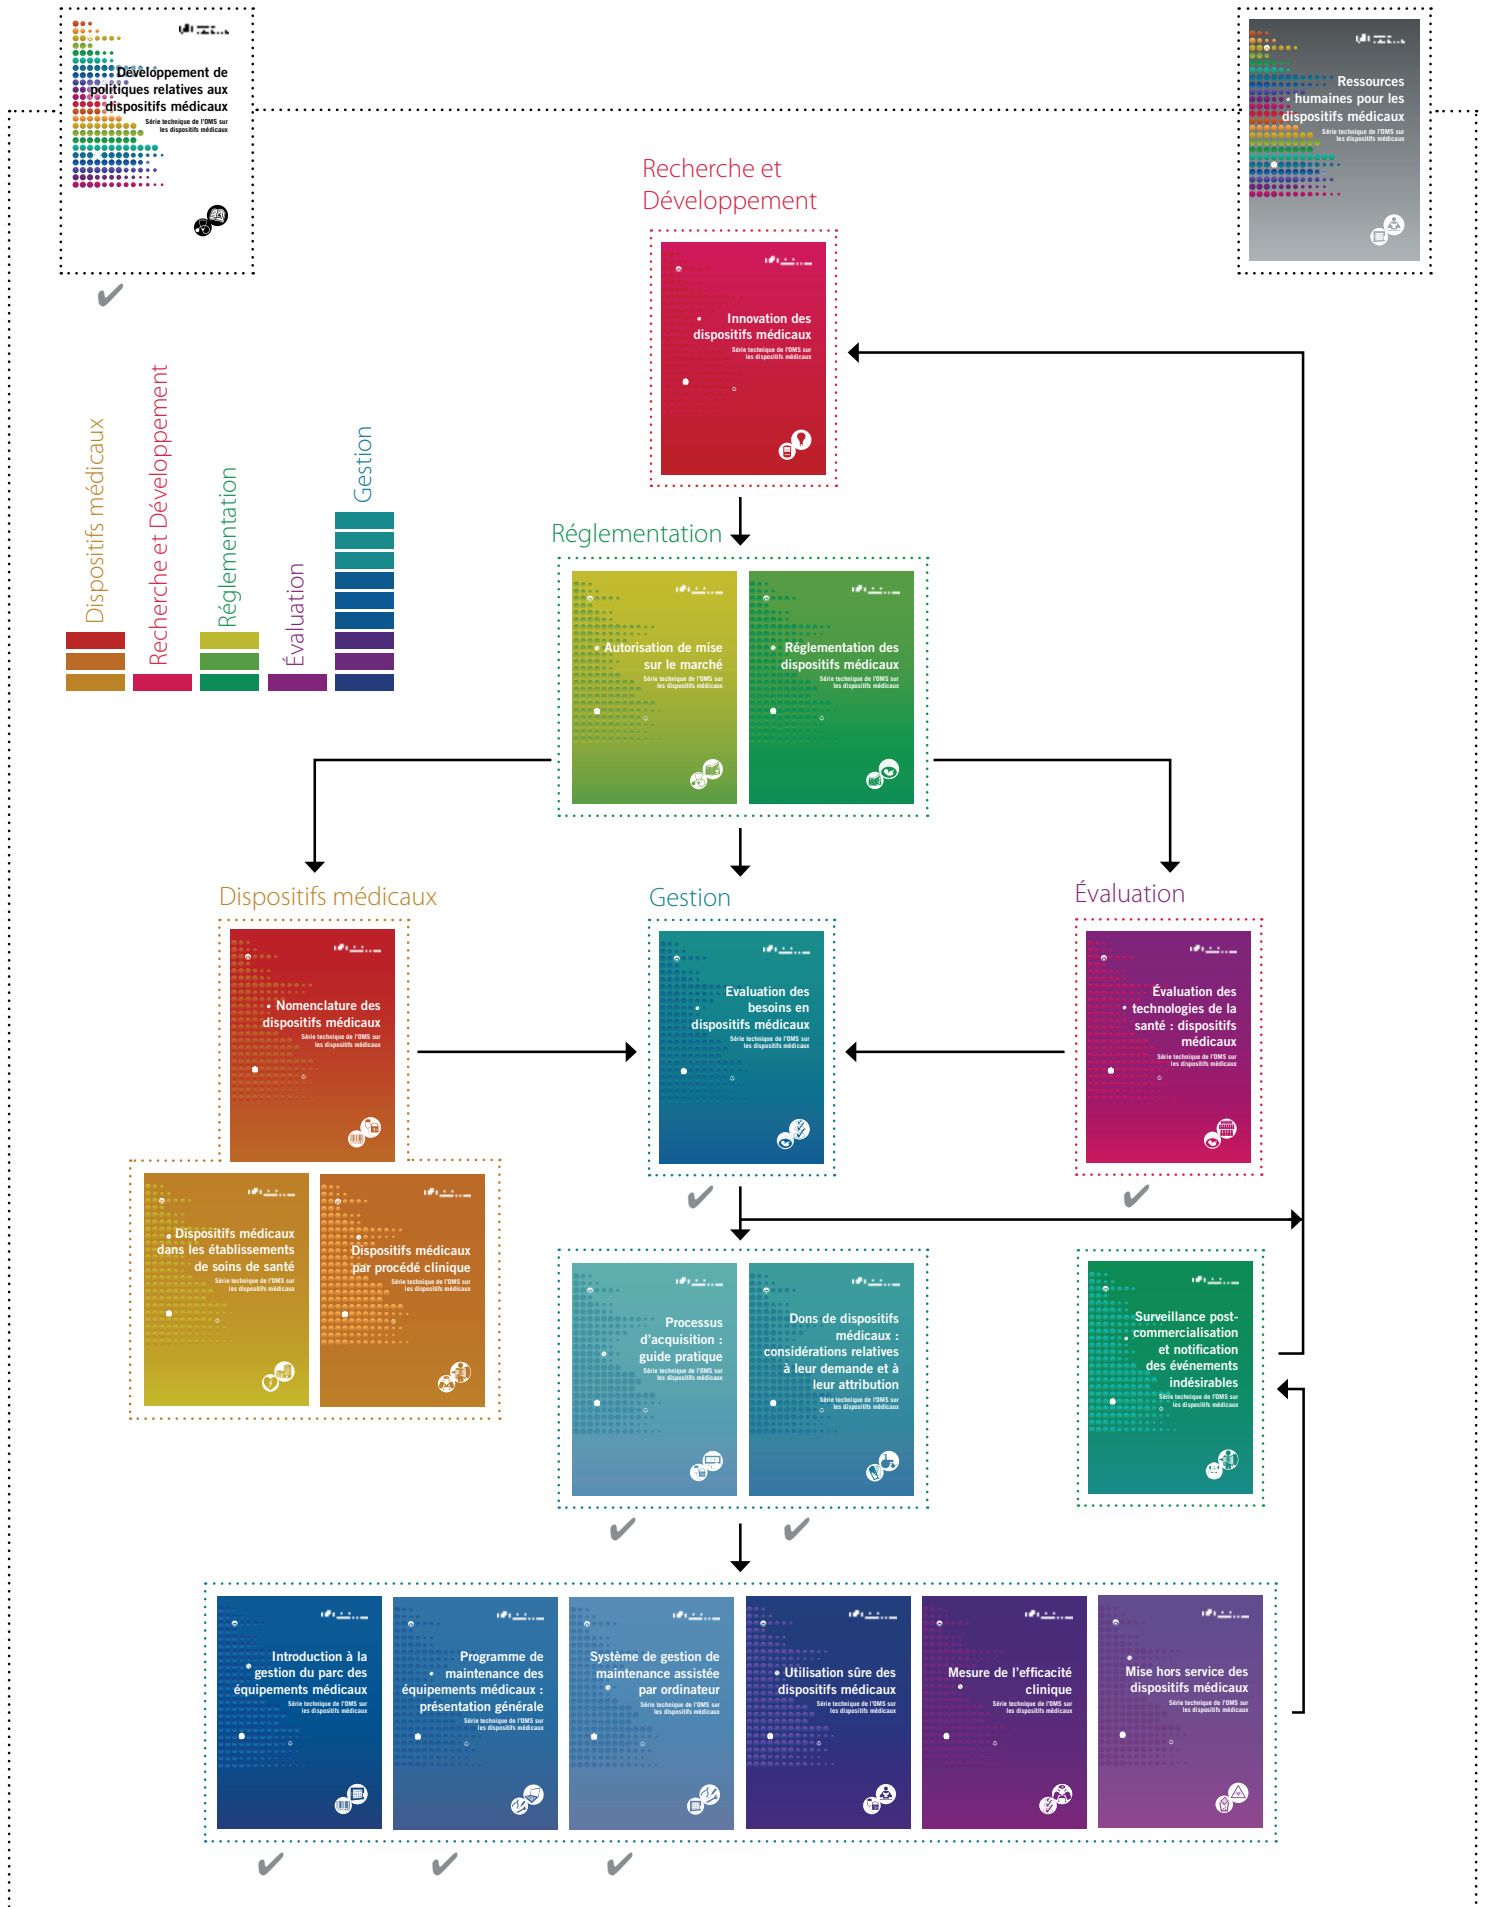 Développement de
politiques relatives aux
dispositifs médicaux
Série technique de l'OMS sur
les dispositifs médicaux
Ressources
humaines pour les
dispositifs médicaux
Série technique de l'OMS sur
les dispositifs médicaux
Recherche et
Développement
Innovation des
dispositifs médicaux
Série technique de l'OMS sur
les dispositifs médicaux
Dispositifs médicaux
Recherche et Développement
Réglementation
Évaluation
Gestion
Réglementation
Autorisation de mise
sur le marché
Série technique de l'OMS sur
les dispositifs médicaux
Réglementation des
dispositifs médicaux
Série technique de l'OMS sur
les dispositifs médicaux
Dispositifs médicaux
Nomenclature des
dispositifs médicaux
Série technique de l'OMS sur
les dispositifs médicaux
Gestion
Evaluation des
besoins en
dispositifs médicaux
Série technique de l'OMS sur
les dispositifs médicaux
Évaluation
Évaluation des
technologies de la
santé : dispositifs
médicaux
Série technique de l'OMS sur
les dispositifs médicaux
Dispositifs médicaux
dans les établissements
de soins de santé
Série technique de l'OMS sur
les dispositifs médicaux
Dispositifs médicaux
par procédé clinique
Série technique de l'OMS sur
les dispositifs médicaux
Processus
d'acquisition :
guide pratique
Série technique de l'OMS sur
les dispositifs médicaux
Dons de dispositifs
médicaux :
considérations relatives
à leur demande et à
leur attribution
Série technique de l'OMS sur
les dispositifs médicaux
Surveillance post-
commercialisation
et notification
des événements
indésirables
Série technique de l'OMS sur
les dispositifs médicaux
Introduction à la
gestion du parc des
équipements médicaux
Série technique de l'OMS sur
les dispositifs médicaux
Programme de
maintenance des
équipements médicaux :
présentation générale
Série technique de l'OMS sur
les dispositifs médicaux
Système de gestion de
maintenance assistée
par ordinateur
Série technique de l'OMS sur
les dispositifs médicaux
Utilisation sûre des
dispositifs médicaux
Série technique de l'OMS sur
les dispositifs médicaux
Mesure de l'efficacité
clinique
Série technique de l'OMS sur
les dispositifs médicaux
Mise hors service des
dispositifs médicaux
Série technique de l'OMS sur
les dispositifs médicaux